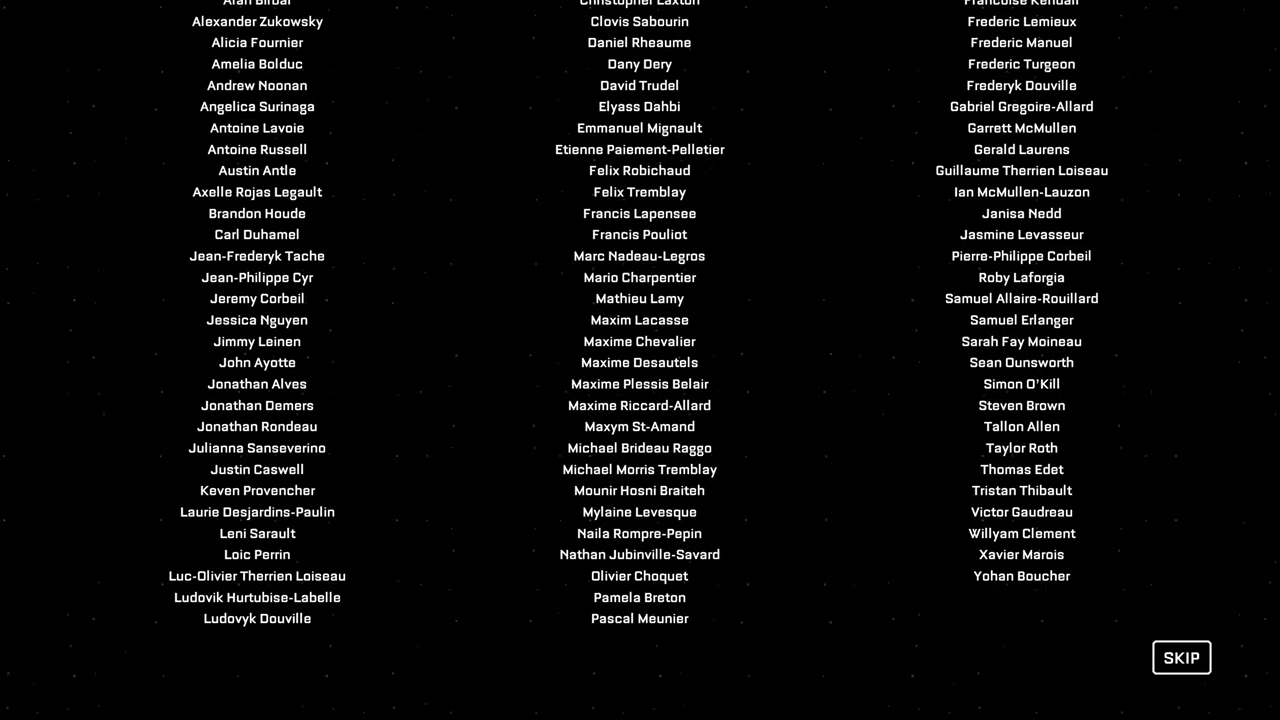 Alan Birbal
Alexander Zukowsky
Alicia Fournier
Amelia Bolduc
Andrew Noonan
Angelica Surinaga
Antoine Lavoie
Antoine Russell
Austin Antle
Axelle Rojas Legault
Brandon Houde
Carl Duhamel
Jean-Frederyk Tache
Jean-Philippe Cyr
Jeremy Corbeil
Jessica Nguyen
Jimmy Leinen
John Ayotte
Jonathan Alves
Jonathan Demers
Jonathan Rondeau
Julianna Sanseverino
Justin Caswell
Keven Provencher
Laurie Desjardins-Paulin
Leni Sarault
Loic Perrin
Luc-Olivier Therrien Loiseau
Ludovik Hurtubise-Labelle
Ludovyk Douville
Christopher Laxton
Clovis Sabourin
Daniel Rheaume
Dany Dery
David Trudel
Elyass Dahbi
Emmanuel Mignault
Etienne Paiement-Pelletier
Felix Robichaud
Felix Tremblay
Francis Lapensee
Francis Pouliot
Marc Nadeau-Legros
Mario Charpentier
Mathieu Lamy
Maxim Lacasse
Maxime Chevalier
Maxime Desautels
Maxime Plessis Belair
Maxime Riccard-Allard
Maxym St-Amand
Michael Brideau Raggo
Michael Morris Tremblay
Mounir Hosni Braiteh
Mylaine Levesque
Naila Rompre-Pepin
Nathan Jubinville-Savard
Olivier Choquet
Pamela Breton
Pascal Meunier
Francoise Kendall
Frederic Lemieux
Frederic Manuel
Frederic Turgeon
Frederyk Douville
Gabriel Gregoire-Allard
Garrett McMullen
Gerald Laurens
Guillaume Therrien Loiseau
Ian McMullen-Lauzon
Janisa Nedd
Jasmine Levasseur
Pierre-Philippe Corbeil
Roby Laforgia
Samuel Allaire-Rouillard
Samuel Erlanger
Sarah Fay Moineau
Sean Ounsworth
Simon O'Kill
Steven Brown
Tallon Allen
Taylor Roth
Thomas Edet
Tristan Thibault
Victor Gaudreau
Willyam Clement
Xavier Marois
Yohan Boucher
SKIP